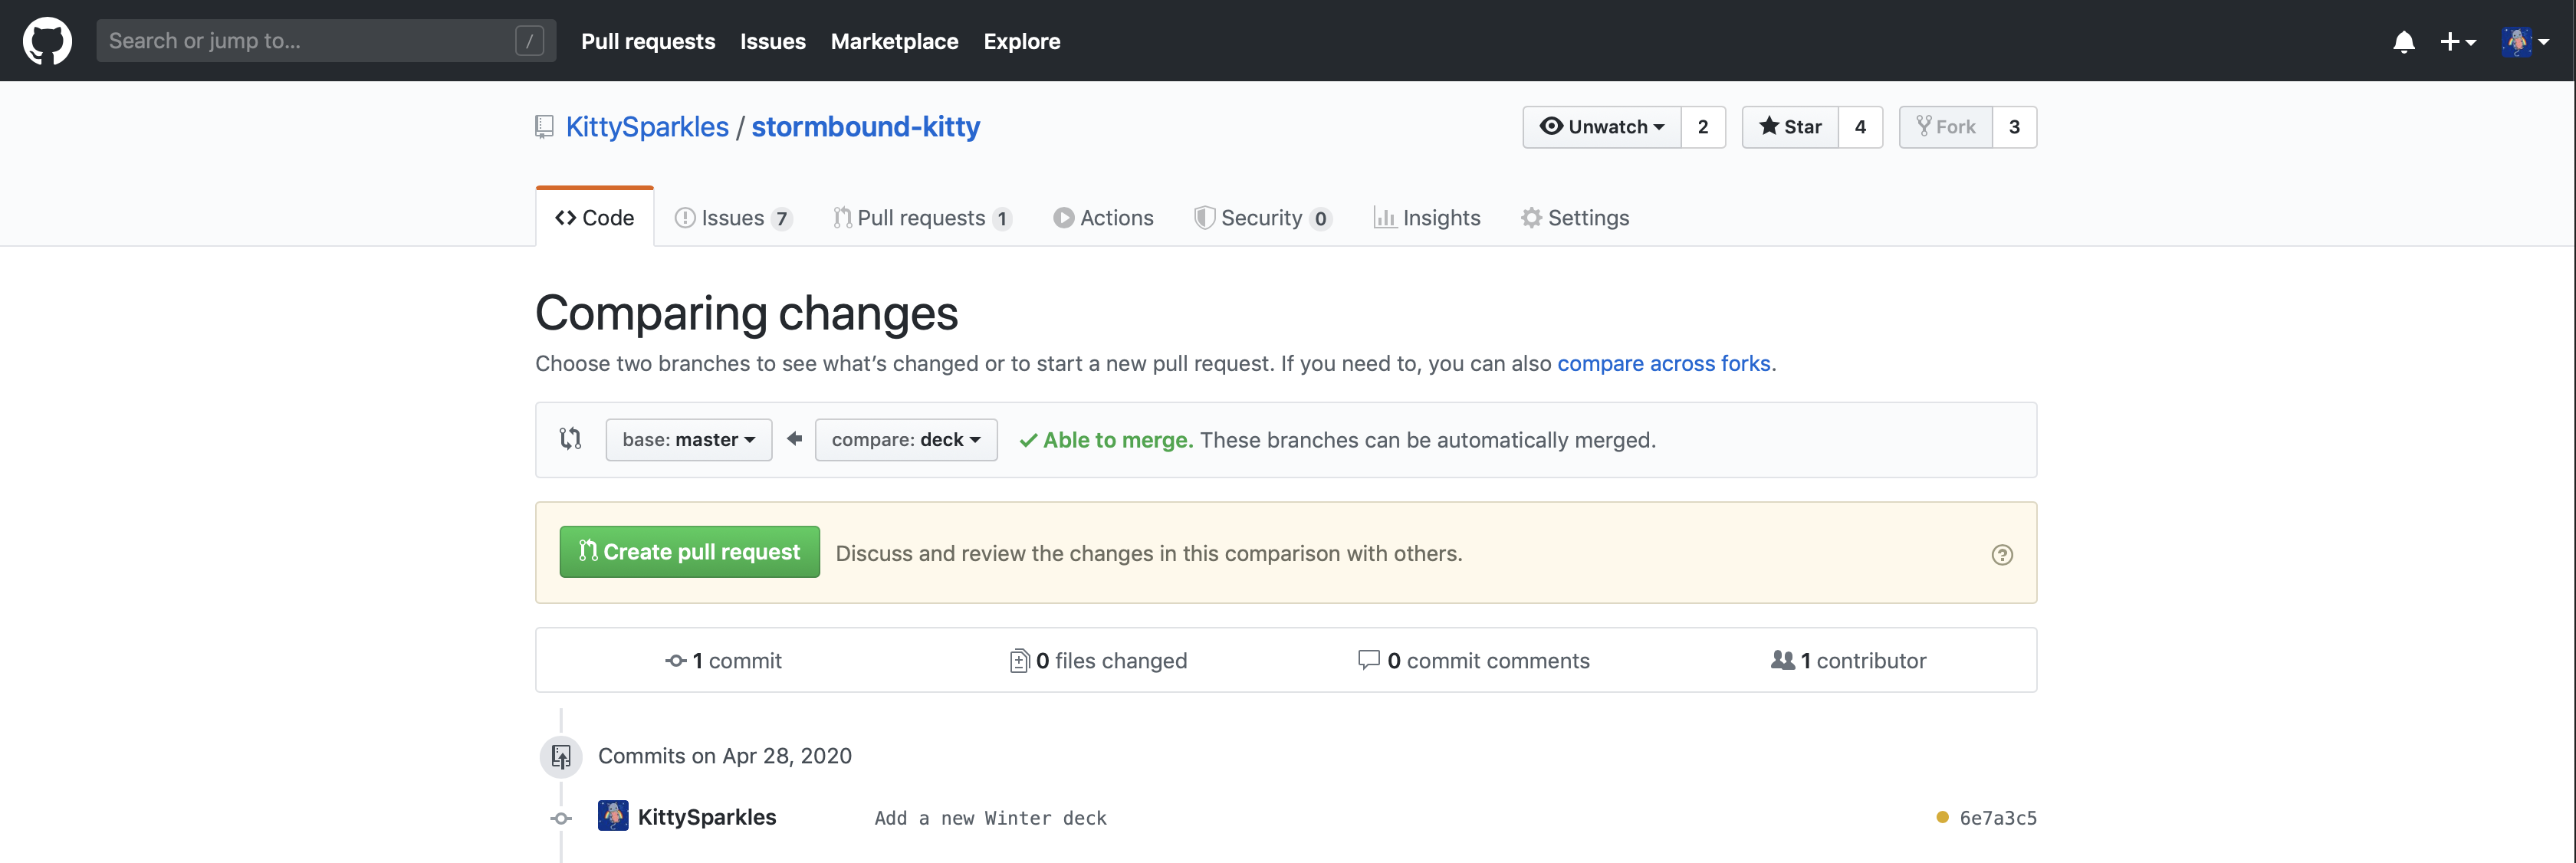 Search or jump to... / Pull requests Issues Marketplace Explore
KittySparkles / stormbound-kitty Unwatch 2 Star 4 Fork 3
Code Issues 7 Pull requests 1 Actions Security 0 Insights Settings
Comparing changes
Choose two branches to see what’s changed or to start a new pull request. If you need to, you can also compare across forks.
base: master compare: deck Able to merge. These branches can be automatically merged.
Create pull request Discuss and review the changes in this comparison with others.
1 commit 0 files changed 0 commit comments 1 contributor
Commits on Apr 28, 2020
KittySparkles Add a new Winter deck 6e7a3c5